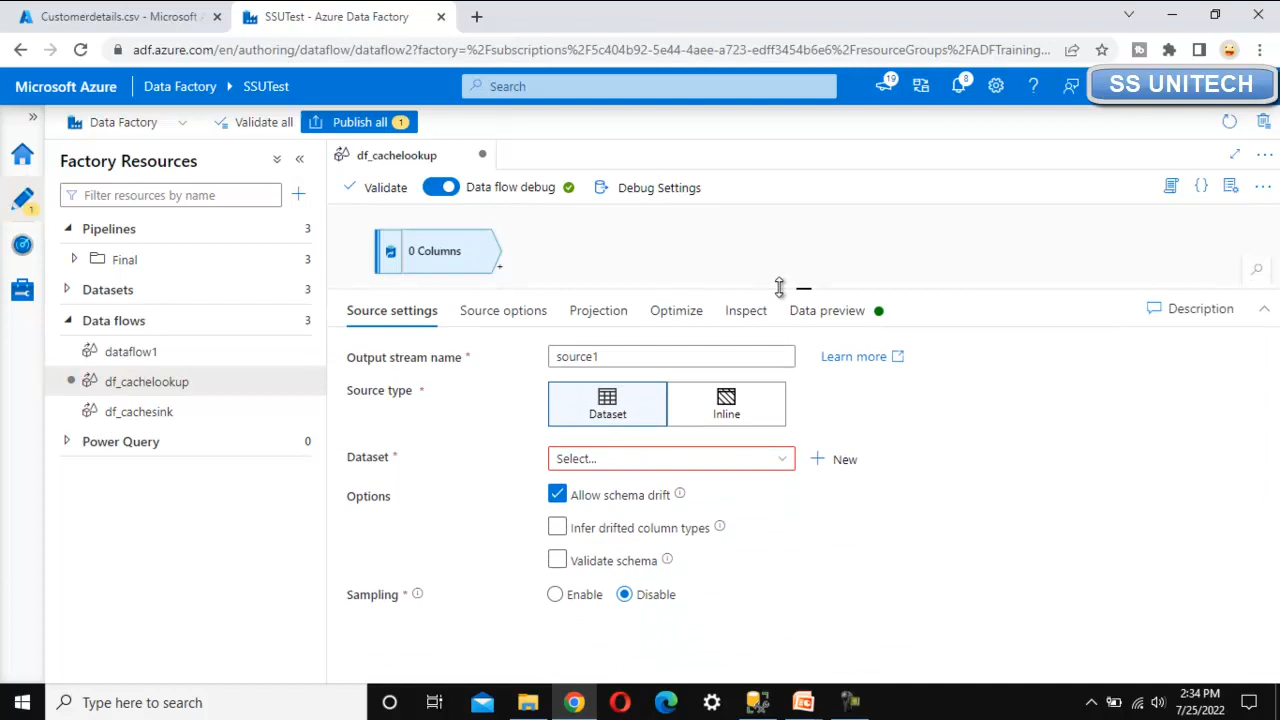 Customerdetails.csv - Microsoft
SSUTest - Azure Data Factory
adf.azure.com/en/authoring/dataflow/dataflow2?factory=%2Fsubscriptions%2F5c404b92-5e44-4aee-a723-edff3454b6e6%2FresourceGroups%2FADFTraining...
Microsoft Azure
Data Factory
SSUTest
Search
19
8
SS UNITECH
Data Factory
Validate all
Publish all 1
Factory Resources
df_cachelookup
Filter resources by name
Validate
Data flow debug
Debug Settings
1
Pipelines 3
Final 3
Datasets 3
Data flows 3
dataflow1
df_cachelookup
df_cachesink
Power Query 0
0 Columns
Source settings
Source options
Projection
Optimize
Inspect
Data preview
Description
Output stream name *
source1
Learn more
Source type *
Dataset
Inline
Dataset *
Select...
New
Options
Allow schema drift
Infer drifted column types
Validate schema
Sampling *
Enable
Disable
Type here to search
2:34 PM
7/25/2022